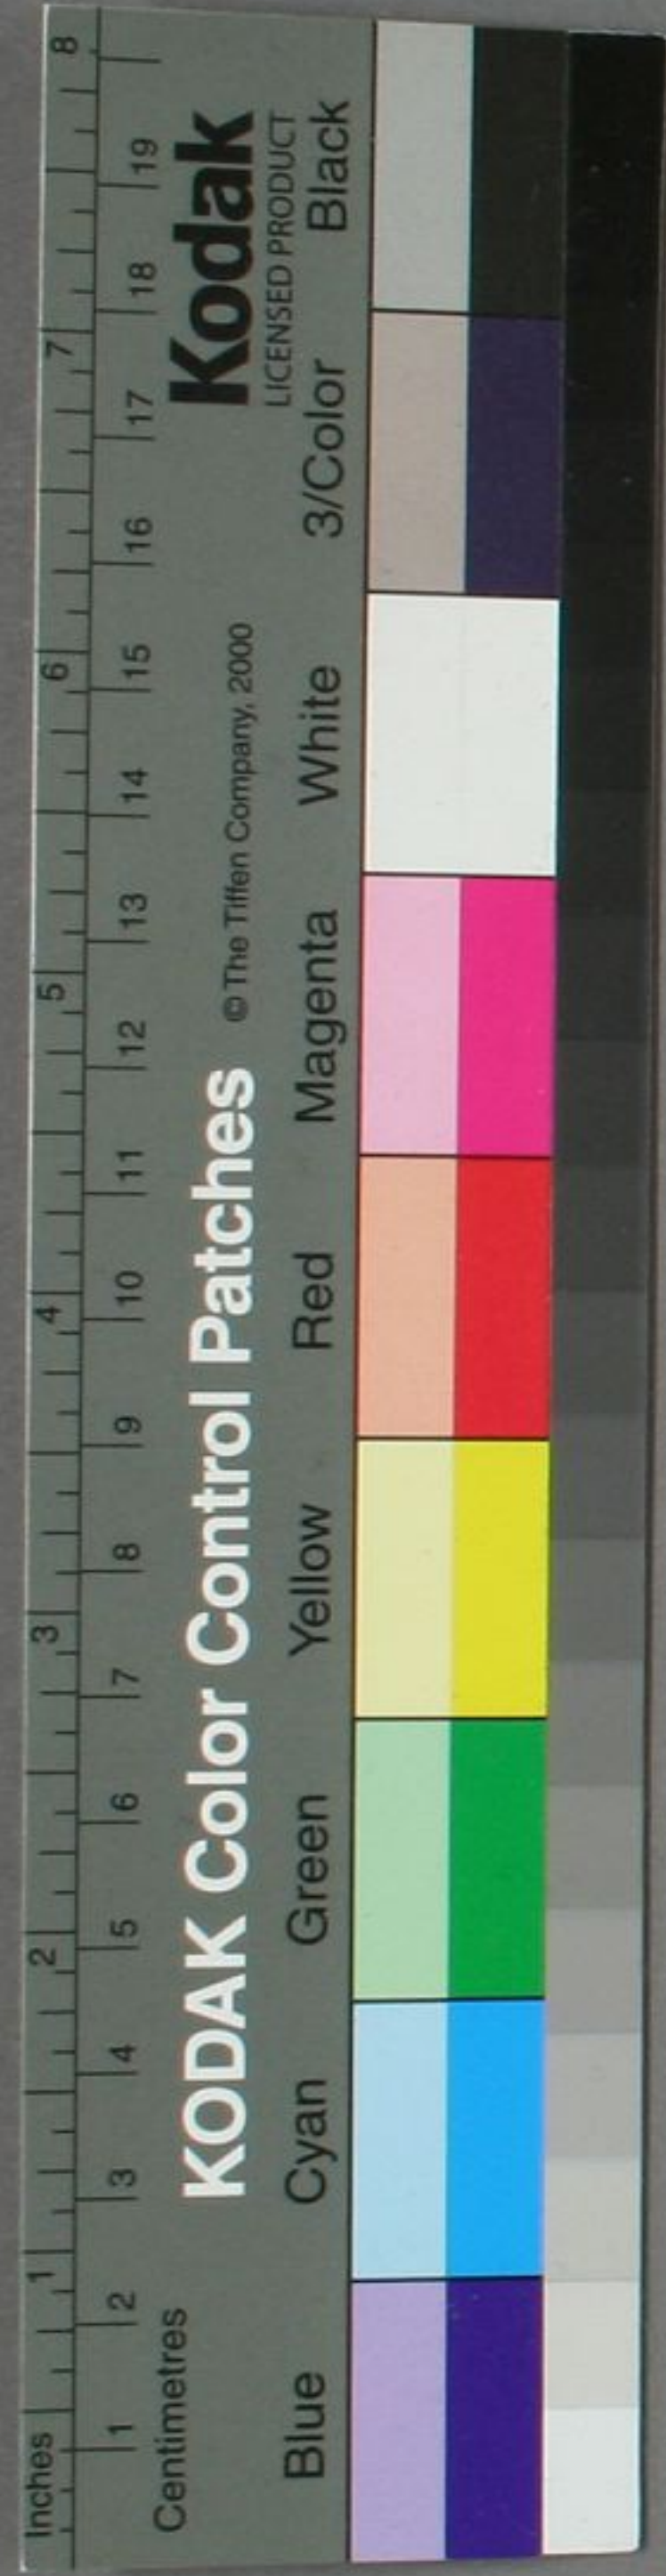 Inches 1 2 3 4 5 6 7 8
1 2 3 4 5 6 7 8 9 10 11 12 13 14 15 16 17 18 19
Centimetres
KODAK Color Control Patches © The Tiffen Company, 2000 Kodak
LICENSED PRODUCT
Blue Cyan Green Yellow Red Magenta White 3/Color Black